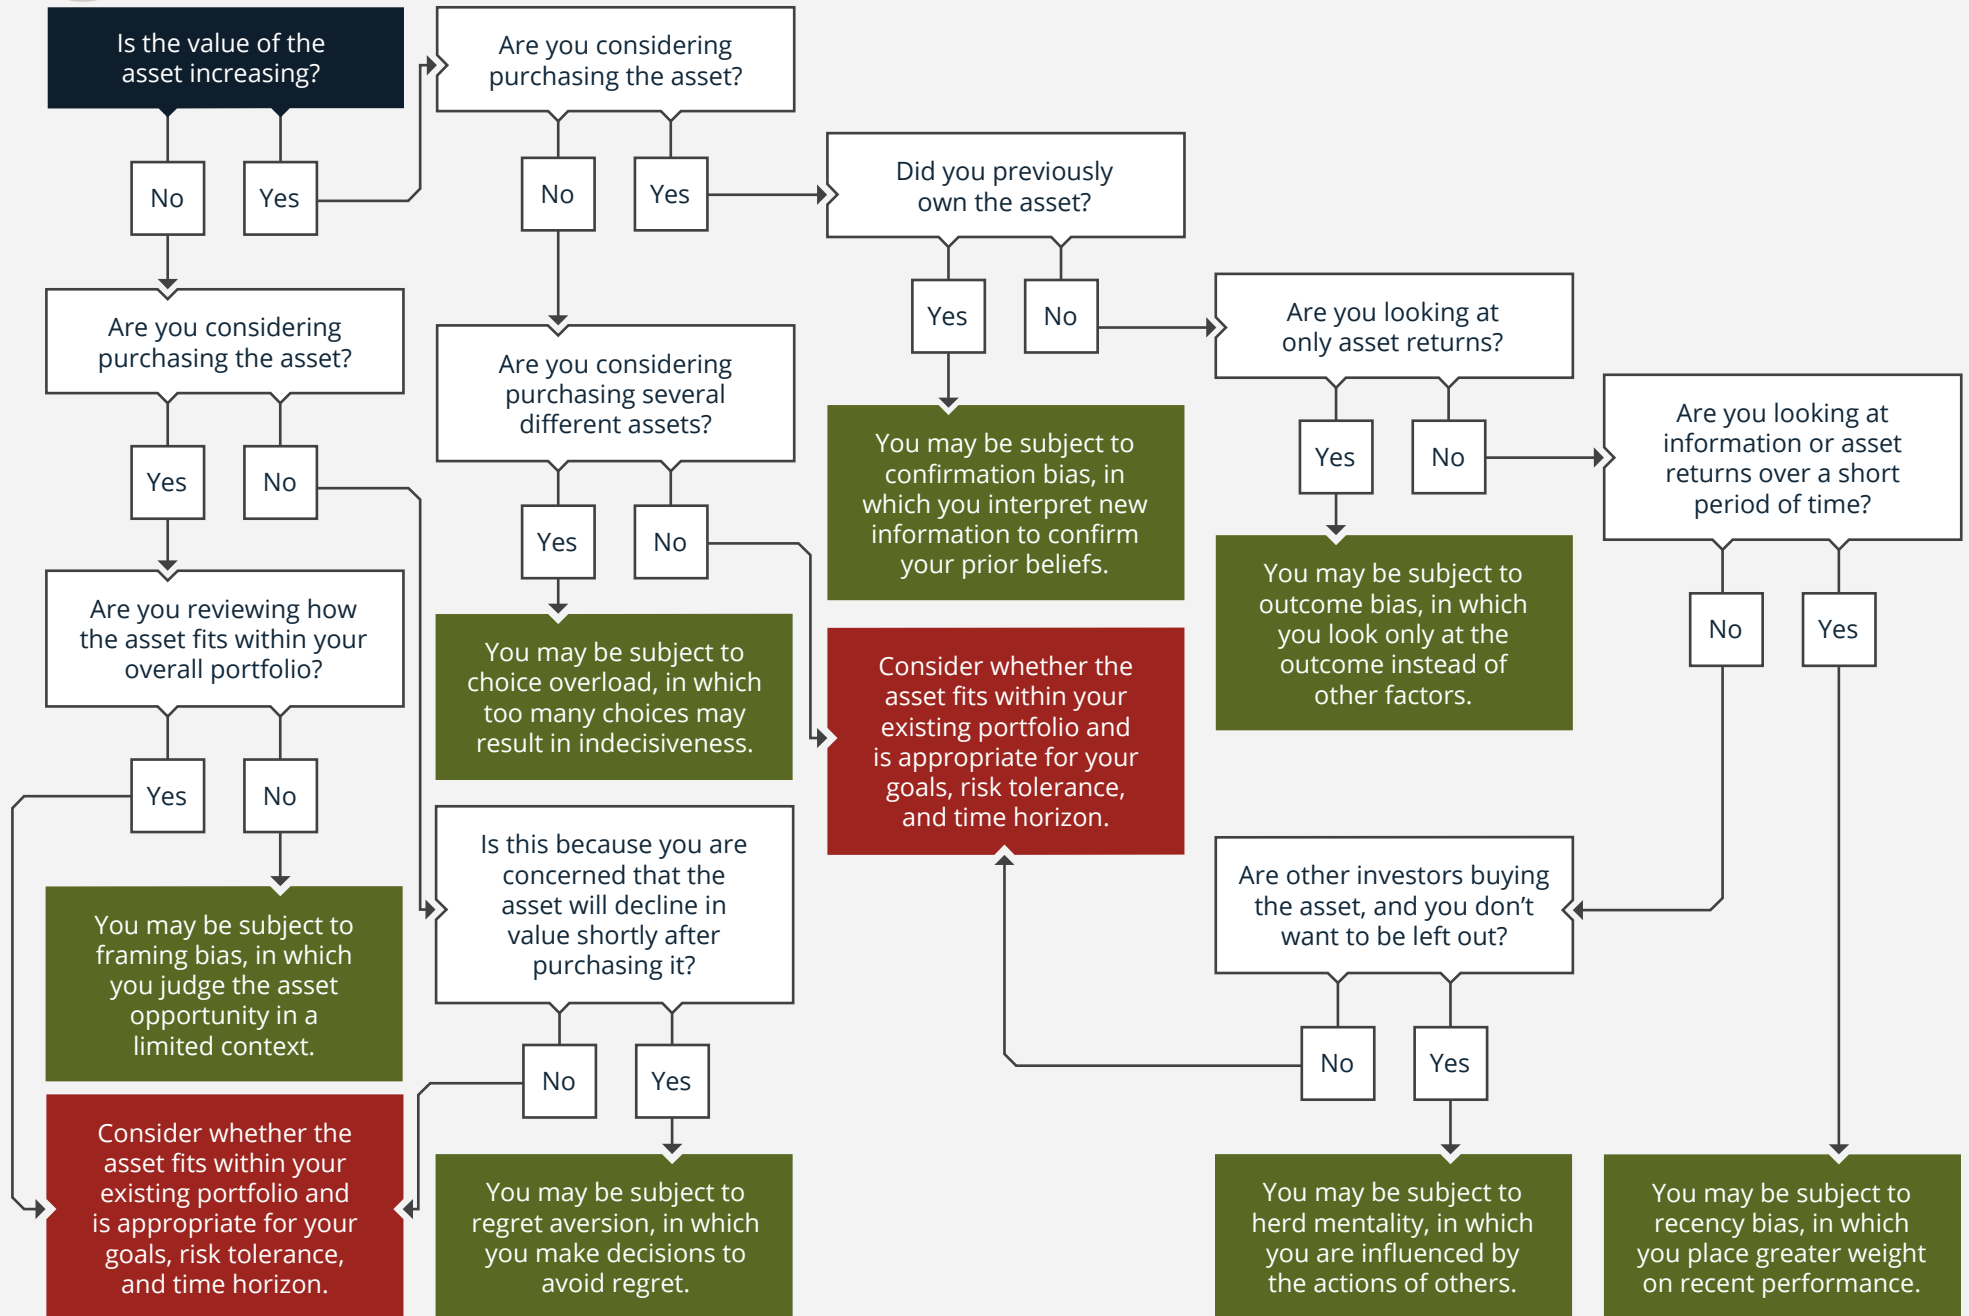 Is the value of the
asset increasing?
No
Yes
Are you considering
purchasing the asset?
No
Yes
Did you previously
own the asset?
Yes
No
Are you looking at
only asset returns?
Yes
No
Are you looking at
information or asset
returns over a short
period of time?
No
Yes
Are you considering
purchasing the asset?
Yes
No
Are you considering
purchasing several
different assets?
Yes
No
You may be subject to
confirmation bias, in
which you interpret new
information to confirm
your prior beliefs.
You may be subject to
outcome bias, in which
you look only at the
outcome instead of
other factors.
Are you reviewing how
the asset fits within your
overall portfolio?
Yes
No
You may be subject to
choice overload, in which
too many choices may
result in indecisiveness.
Consider whether the
asset fits within your
existing portfolio and
is appropriate for your
goals, risk tolerance,
and time horizon.
Is this because you are
concerned that the
asset will decline in
value shortly after
purchasing it?
No
Yes
Are other investors buying
the asset, and you don’t
want to be left out?
No
Yes
You may be subject to
framing bias, in which
you judge the asset
opportunity in a
limited context.
Consider whether the
asset fits within your
existing portfolio and
is appropriate for your
goals, risk tolerance,
and time horizon.
You may be subject to
regret aversion, in which
you make decisions to
avoid regret.
You may be subject to
herd mentality, in which
you are influenced by
the actions of others.
You may be subject to
recency bias, in which
you place greater weight
on recent performance.